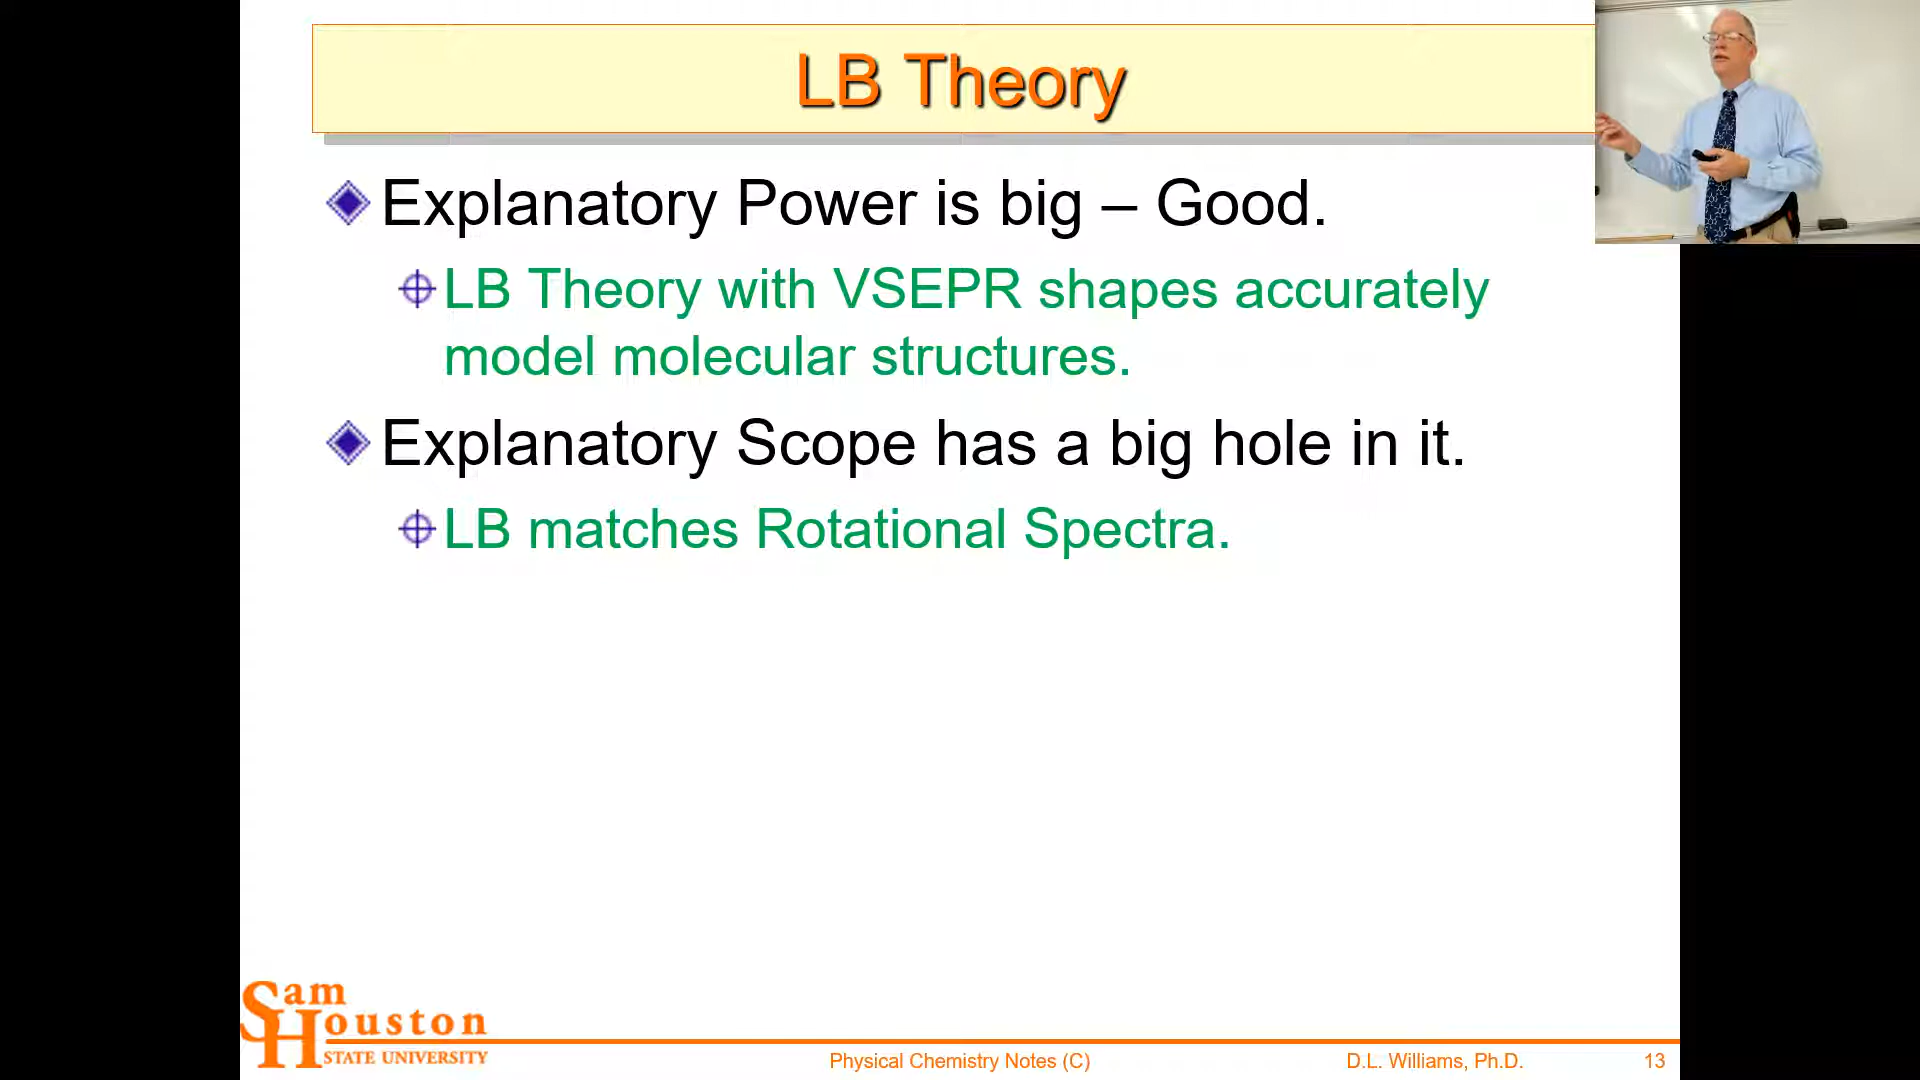 LB Theory
Explanatory Power is big – Good.
LB Theory with VSEPR shapes accurately
model molecular structures.
Explanatory Scope has a big hole in it.
LB matches Rotational Spectra.
Sam
Houston
STATE UNIVERSITY
Physical Chemistry Notes (C)
D.L. Williams, Ph.D.
13